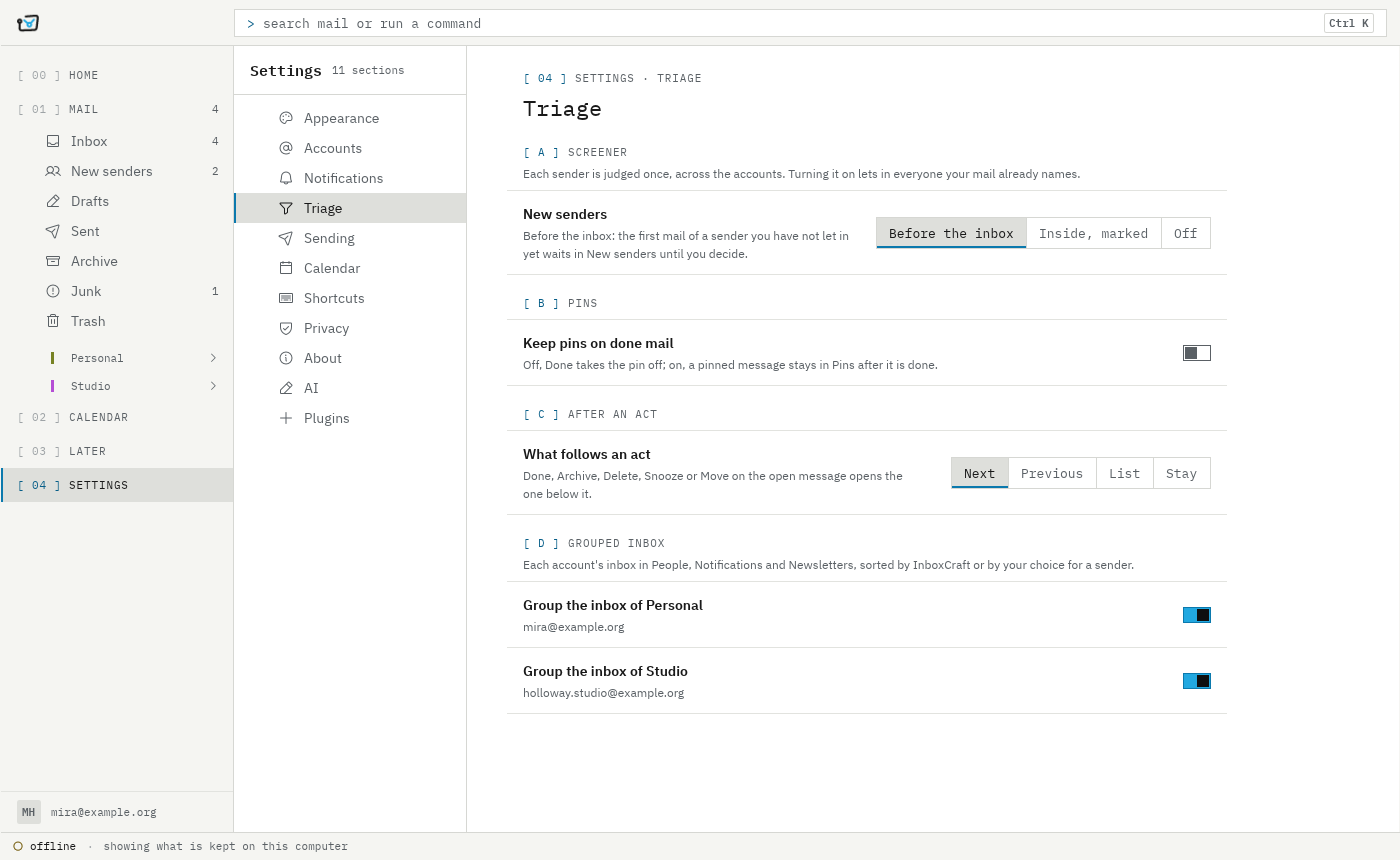 > search mail or run a command Ctrl K
[ 00 ] HOME
[ 01 ] MAIL 4
Inbox 4
New senders 2
Drafts
Sent
Archive
Junk 1
Trash
Personal
Studio
[ 02 ] CALENDAR
[ 03 ] LATER
[ 04 ] SETTINGS
MH mira@example.org
Settings 11 sections
Appearance
Accounts
Notifications
Triage
Sending
Calendar
Shortcuts
Privacy
About
AI
Plugins
[ 04 ] SETTINGS · TRIAGE
Triage
[ A ] SCREENER
Each sender is judged once, across the accounts. Turning it on lets in everyone your mail already names.
New senders
Before the inbox: the first mail of a sender you have not let in
yet waits in New senders until you decide.
Before the inbox Inside, marked Off
[ B ] PINS
Keep pins on done mail
Off, Done takes the pin off; on, a pinned message stays in Pins after it is done.
[ C ] AFTER AN ACT
What follows an act
Done, Archive, Delete, Snooze or Move on the open message opens the
one below it.
Next Previous List Stay
[ D ] GROUPED INBOX
Each account's inbox in People, Notifications and Newsletters, sorted by InboxCraft or by your choice for a sender.
Group the inbox of Personal
mira@example.org
Group the inbox of Studio
holloway.studio@example.org
offline · showing what is kept on this computer